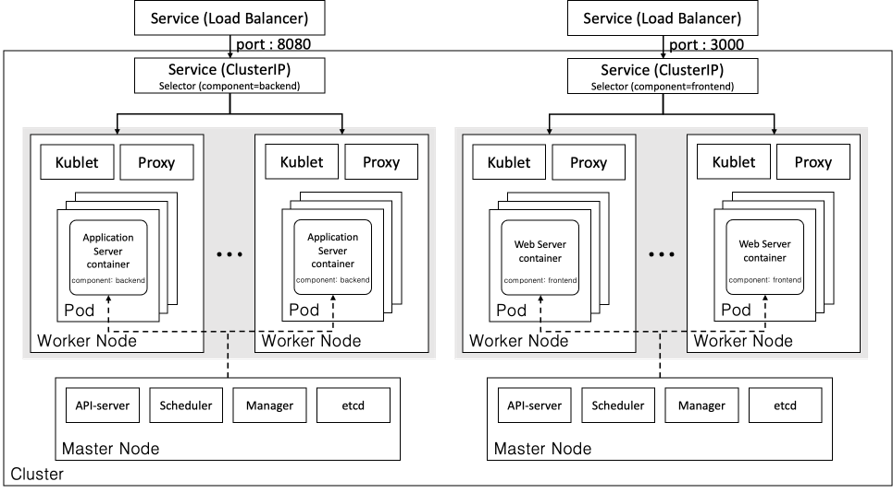 Service (Load Balancer)
port : 8080
Service (ClusterIP)
Selector (component=backend)
Kublet
Proxy
Application
Server
container
component: backend
Pod
Worker Node
...
Kublet
Proxy
Application
Server
container
component: backend
Pod
Worker Node
API-server
Scheduler
Manager
etcd
Master Node
Service (Load Balancer)
port : 3000
Service (ClusterIP)
Selector (component=frontend)
Kublet
Proxy
Web Server
container
component: frontend
Pod
Worker Node
...
Kublet
Proxy
Web Server
container
component: frontend
Pod
Worker Node
API-server
Scheduler
Manager
etcd
Master Node
Cluster